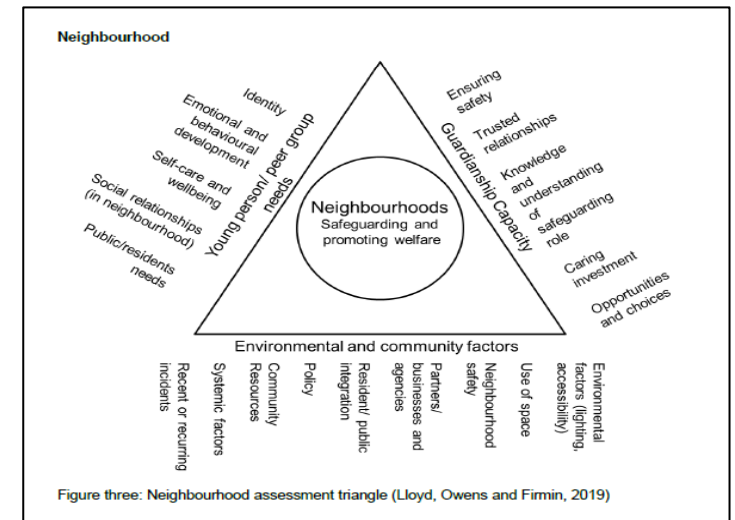 Neighbourhood
Identity
Emotional and
behavioural
development
Self-care and
wellbeing
Social relationships
(in neighbourhood)
Public/residents
needs
Young person/ peer group
needs
Neighbourhoods
Safeguarding and
promoting welfare
Guardianship Capacity
Ensuring
safety
Trusted
relationships
Knowledge
and
understanding
of
safeguarding
role
Caring
investment
Opportunities
and choices
Environmental and community factors
Recent or recurring
incidents
Systemic factors
Community
Resources
Policy
Resident/ public
integration
Partners/
businesses and
agencies
Neighbourhood
safety
Use of space
Environmental
factors (lighting,
accessibility)
Figure three: Neighbourhood assessment triangle (Lloyd, Owens and Firmin, 2019)